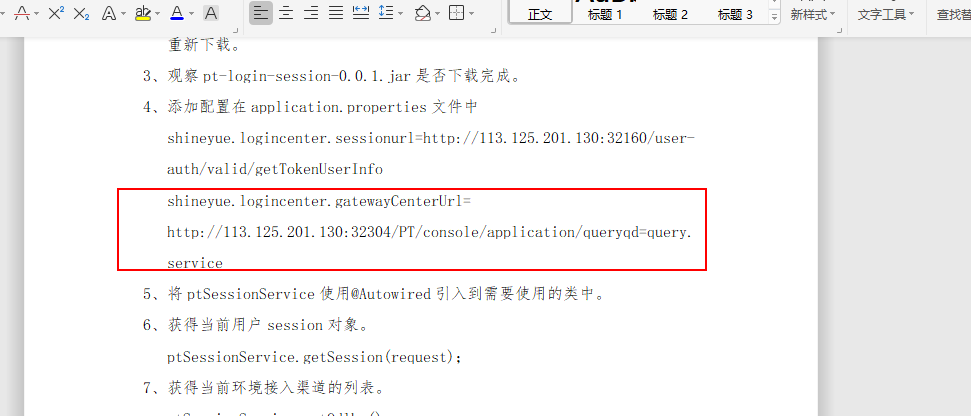 正文
标题 1
标题 2
标题 3
新样式
文字工具
查找替
重新下载。
3、观察 pt-login-session-0.0.1.jar 是否下载完成。
4、添加配置在 application.properties 文件中
shineyue.logincenter.sessionurl=http://113.125.201.130:32160/user-
auth/valid/getTokenUserInfo
shineyue.logincenter.gatewayCenterUrl=
http://113.125.201.130:32304/PT/console/application/queryqd=query.
service
5、将 ptSessionService 使用@Autowired 引入到需要使用的类中。
6、获得当前用户 session 对象。
ptSessionService.getSession(request);
7、获得当前环境接入渠道的列表。